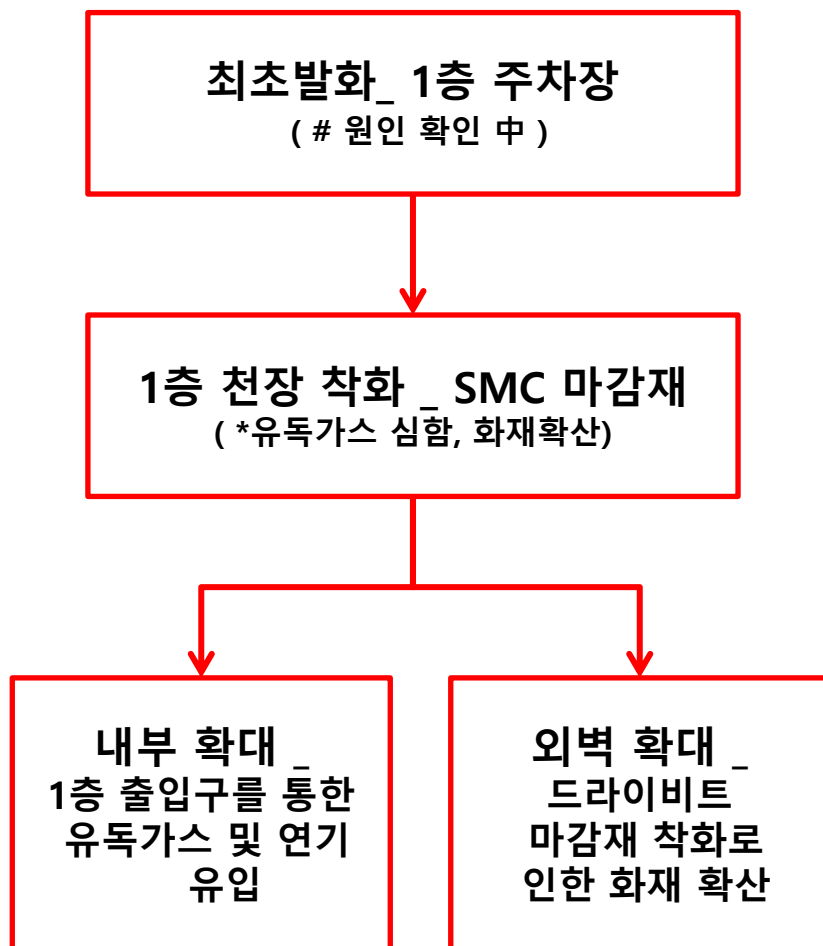 최초발화_ 1층 주차장
( # 원인 확인 中 )
1층 천장 착화 _ SMC 마감재
( *유독가스 심함, 화재확산)
내부 확대 _
1층 출입구를 통한
유독가스 및 연기
유입
외벽 확대 _
드라이비트
마감재 착화로
인한 화재 확산